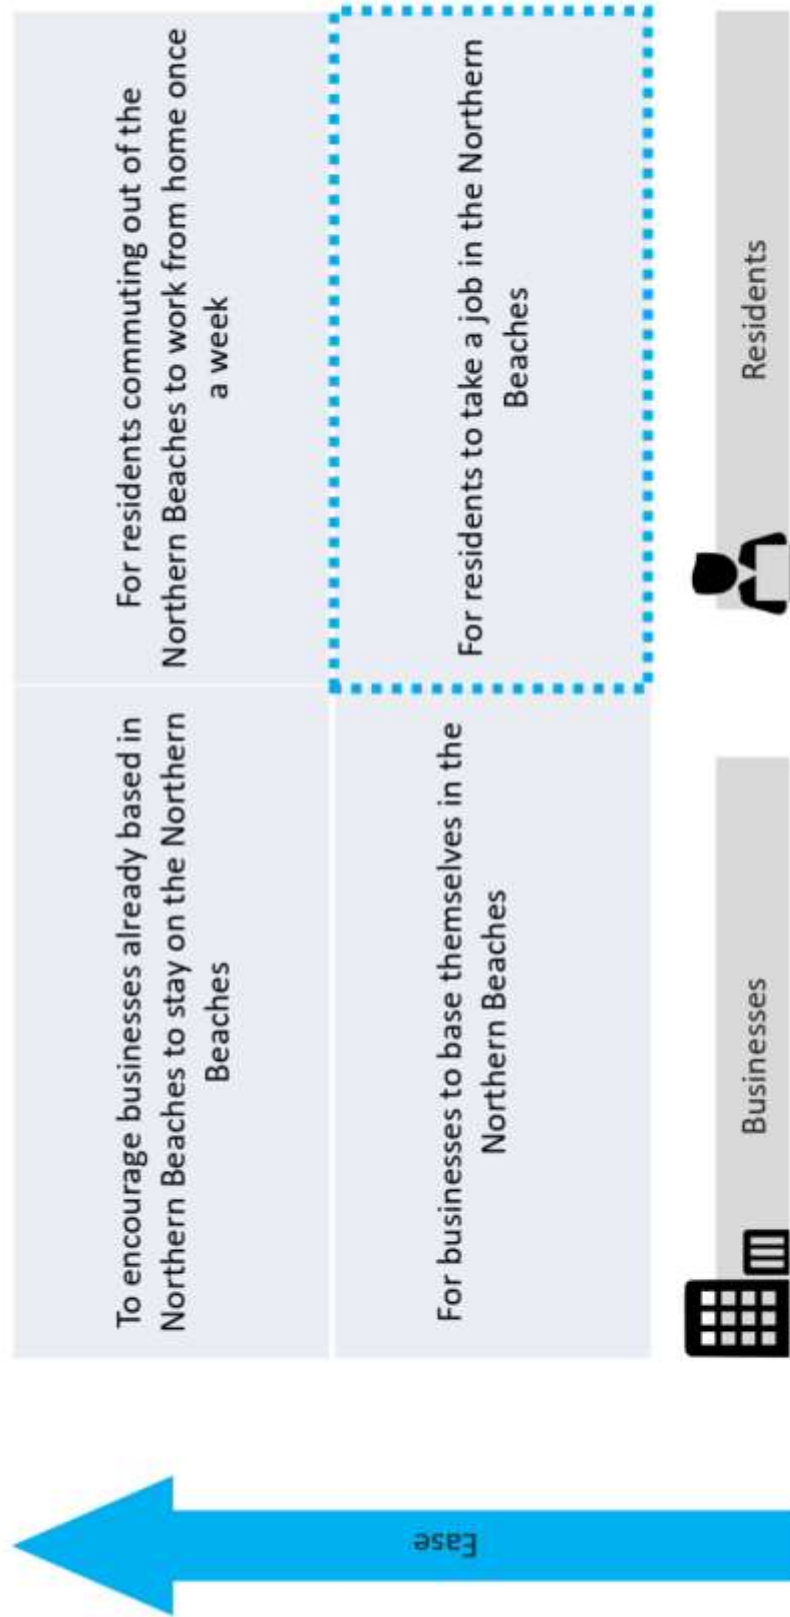 To encourage businesses already based in
Northern Beaches to stay on the Northern
Beaches
For residents commuting out of the
Northern Beaches to work from home once
a week
For businesses to base themselves in the
Northern Beaches
For residents to take a job in the Northern
Beaches
Businesses
Residents
Ease